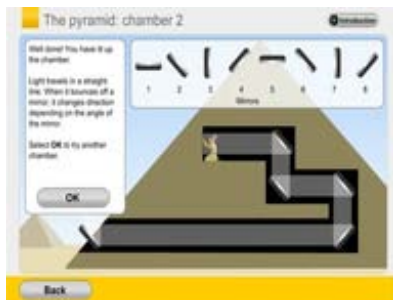 The pyramid: chamber 2
Introduction
Well done! You have lit up
the chamber.
Light travels in a straight
line. When it bounces off a
mirror, it changes direction
depending on the angle of
the mirror.
Select OK to try another
chamber.
OK
1 2 3 4 5 6 7 8
Mirrors
Back